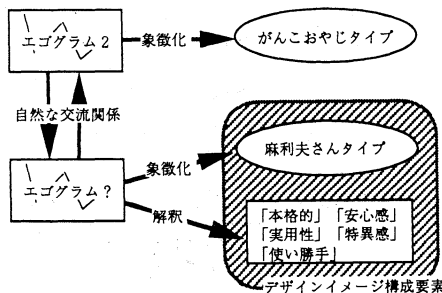 エゴグラム2
象徴化
がんこおやじタイプ
自然な交流関係
象徴化
麻利夫さんタイプ
エゴグラム?
解釈
「本格的」「安心感」
「実用性」「特異感」
「使い勝手」
デザインイメージ構成要素